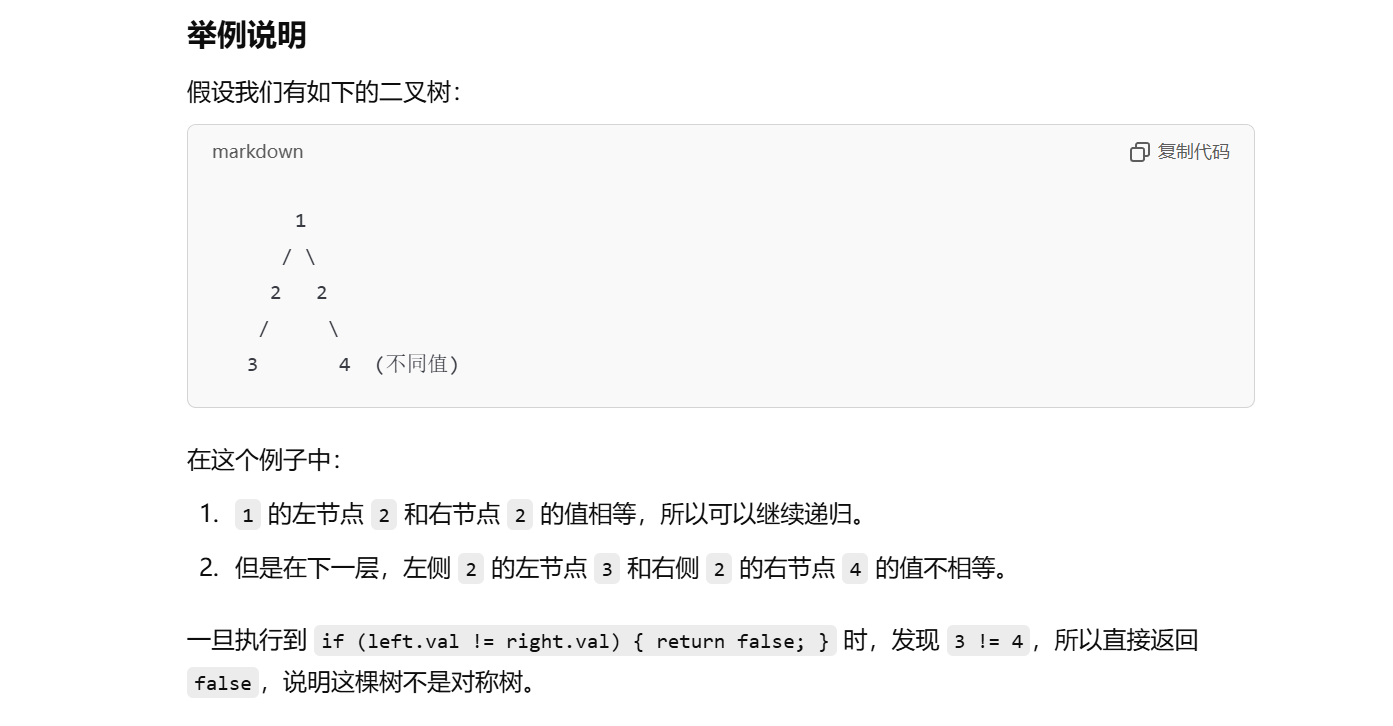 举例说明
假设我们有如下的二叉树：
markdown 复制代码
1
/ \
2 2
/ \
3 4 (不同值)
在这个例子中：
1. 1 的左节点 2 和右节点 2 的值相等，所以可以继续递归。
2. 但是在下一层，左侧 2 的左节点 3 和右侧 2 的右节点 4 的值不相等。
一旦执行到 if (left.val != right.val) { return false; } 时，发现 3 != 4，所以直接返回
false，说明这棵树不是对称树。